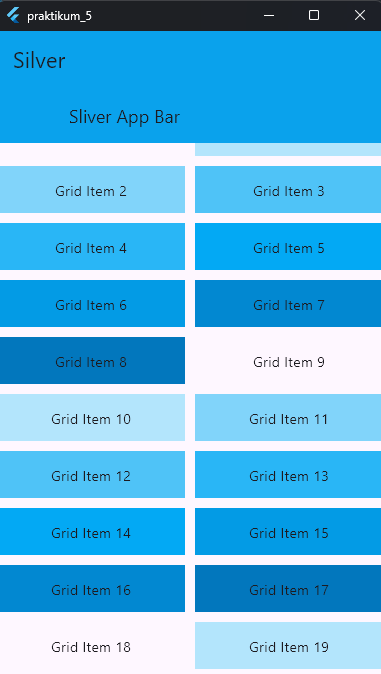 praktikum_5
Silver
Sliver App Bar
Grid Item 2
Grid Item 3
Grid Item 4
Grid Item 5
Grid Item 6
Grid Item 7
Grid Item 8
Grid Item 9
Grid Item 10
Grid Item 11
Grid Item 12
Grid Item 13
Grid Item 14
Grid Item 15
Grid Item 16
Grid Item 17
Grid Item 18
Grid Item 19